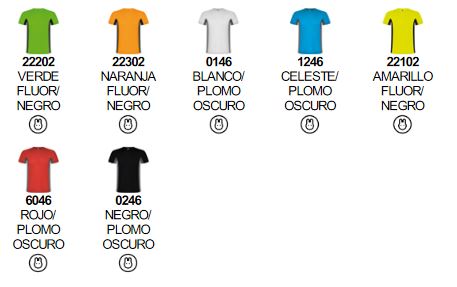 22202
VERDE
FLUOR/
NEGRO
22302
NARANJA
FLUOR/
NEGRO
0146
BLANCO/
PLOMO
OSCURO
1246
CELESTE/
PLOMO
OSCURO
22102
AMARILLO
FLUOR/
NEGRO
6046
ROJO/
PLOMO
OSCURO
0246
NEGRO/
PLOMO
OSCURO